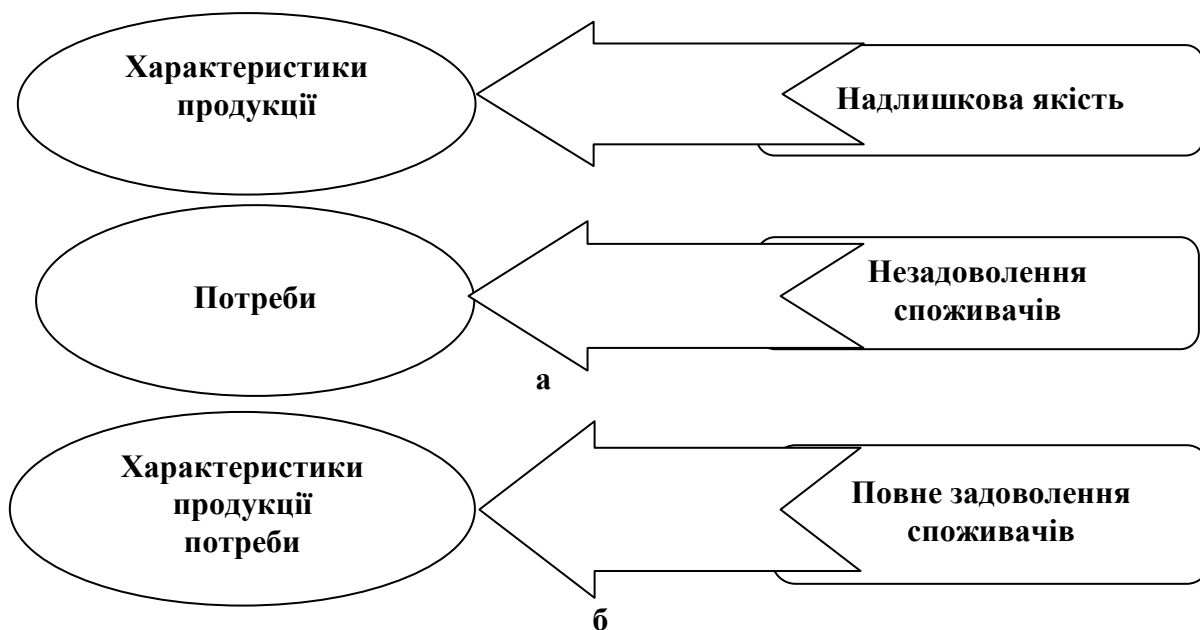 Характеристики
продукції
Надлишкова якість
Потреби
Незадоволення
споживачів
а
Характеристики
продукції
потреби
Повне задоволення
споживачів
б